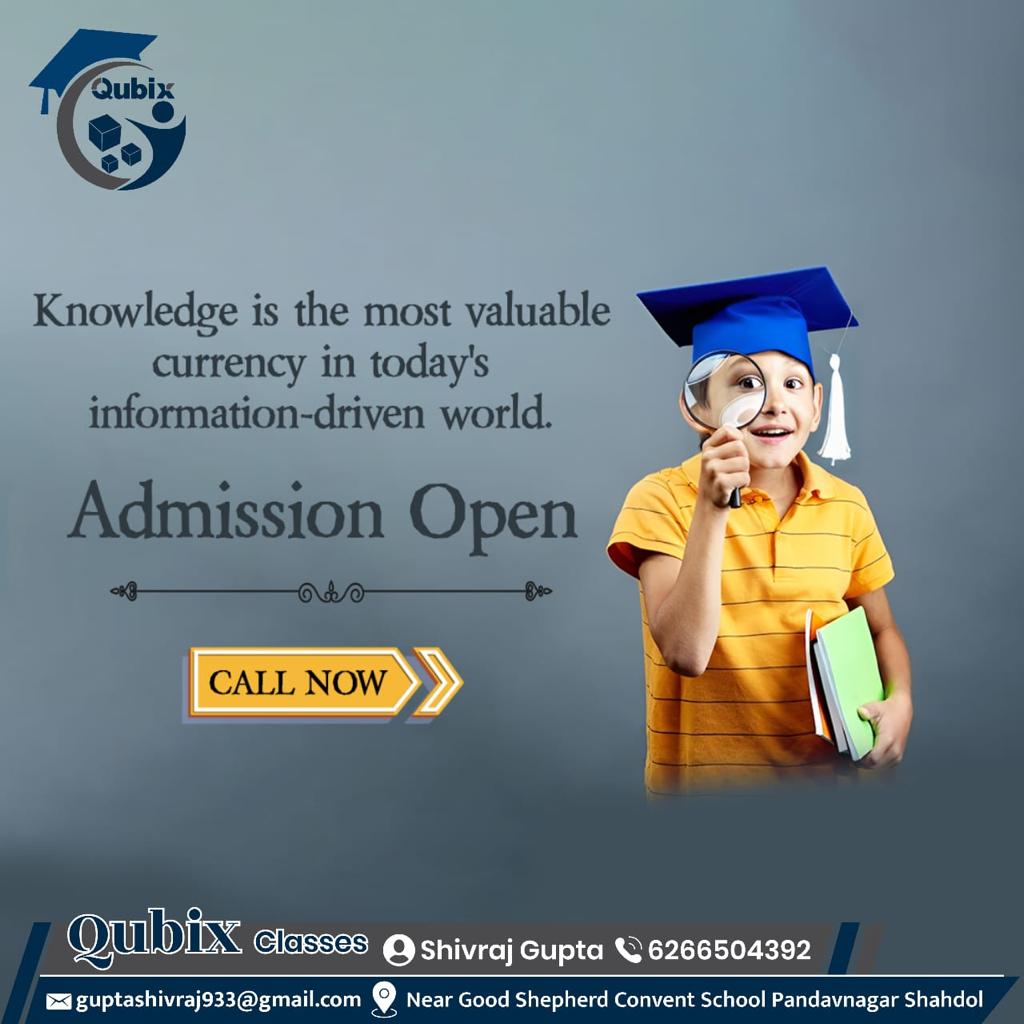 Qubix
Knowledge is the most valuable
currency in today's
information-driven world.
Admission Open
CALL NOW
Qubix Classes Shivraj Gupta 6266504392
guptashivraj933@gmail.com Near Good Shepherd Convent School Pandavnagar Shahdol